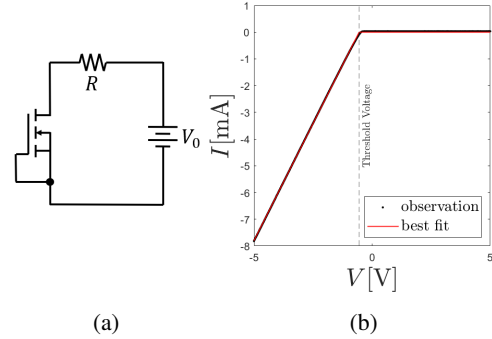 R
V₀
1
0
-1
-2
-3
-4
-5
-6
-7
-8
I[mA]
Threshold Voltage
observation
best fit
-5
0
5
V[V]
(a)
(b)